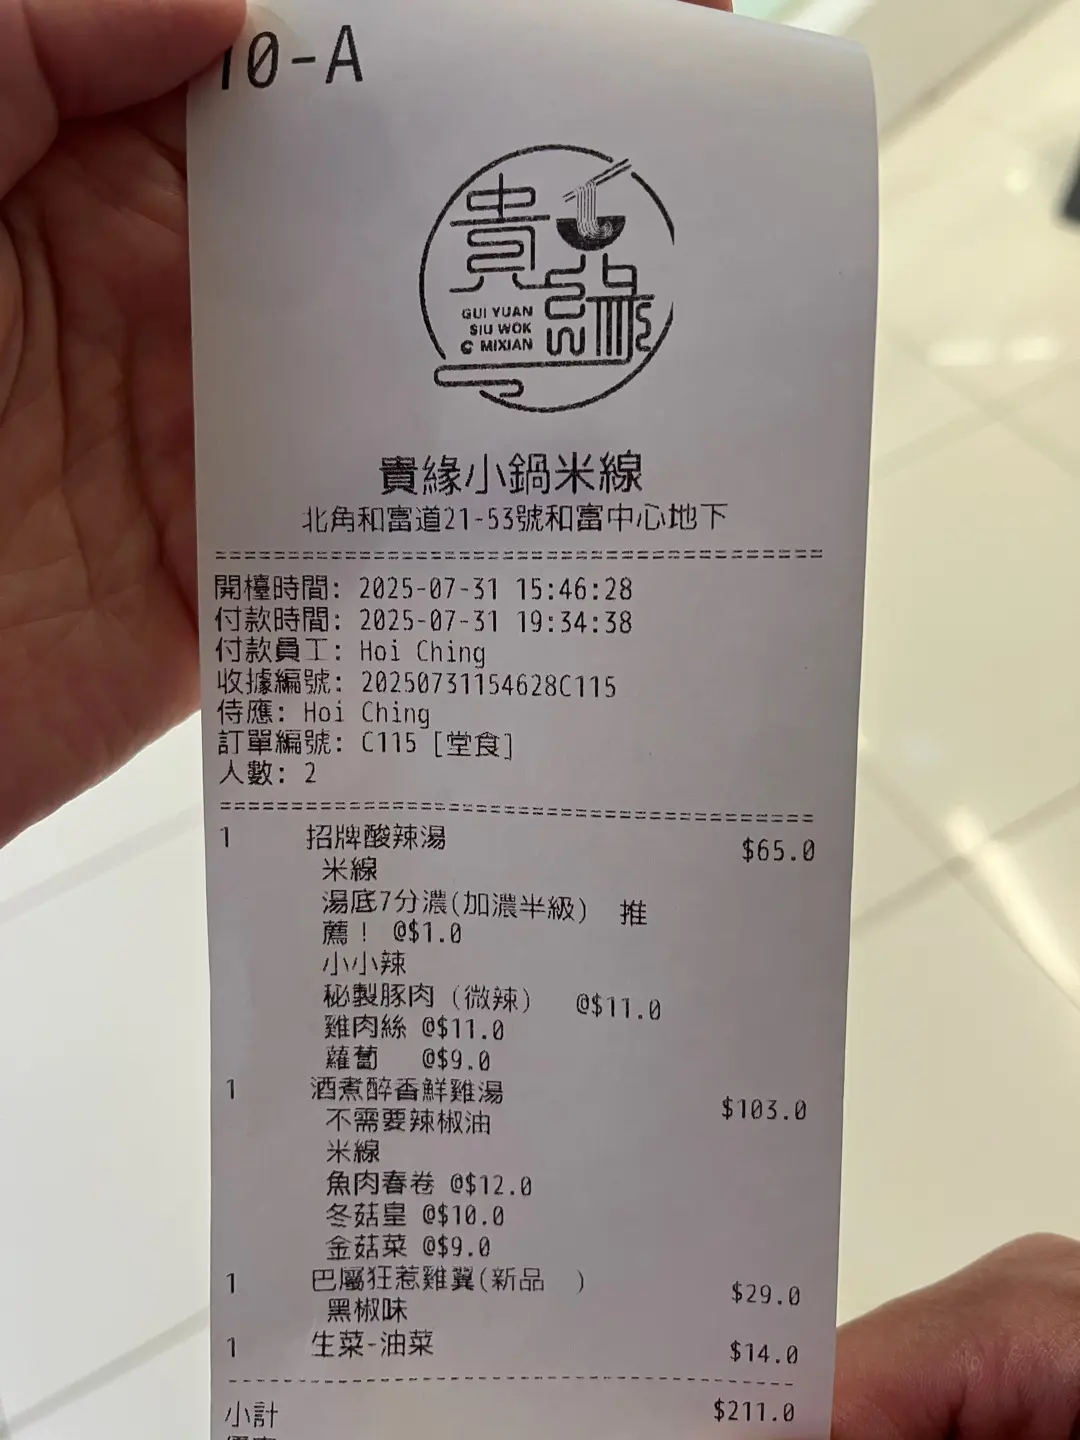 10-A
貴緣
GUI YUAN
SIU WOK
MIXIAN
貴緣小鍋米線
北角和富道21-53號和富中心地下
開檯時間: 2025-07-31 15:46:28
付款時間: 2025-07-31 19:34:38
付款員工: Hoi Ching
收據編號: 20250731154628C115
侍應: Hoi Ching
訂單編號: C115 [堂食]
人數: 2
1 招牌酸辣湯 $65.0
米線
湯底7分濃(加濃半級) 推
薦! @$1.0
小小辣
秘製豚肉 (微辣) @$11.0
雞肉絲 @$11.0
蘿蔔 @$9.0
1 酒煮醉香鮮雞湯 $103.0
不需要辣椒油
米線
魚肉春卷 @$12.0
冬菇皇 @$10.0
金菇菜 @$9.0
1 巴屬狂惹雞翼(新品 ) $29.0
黑椒味
1 生菜-油菜 $14.0
小計 $211.0